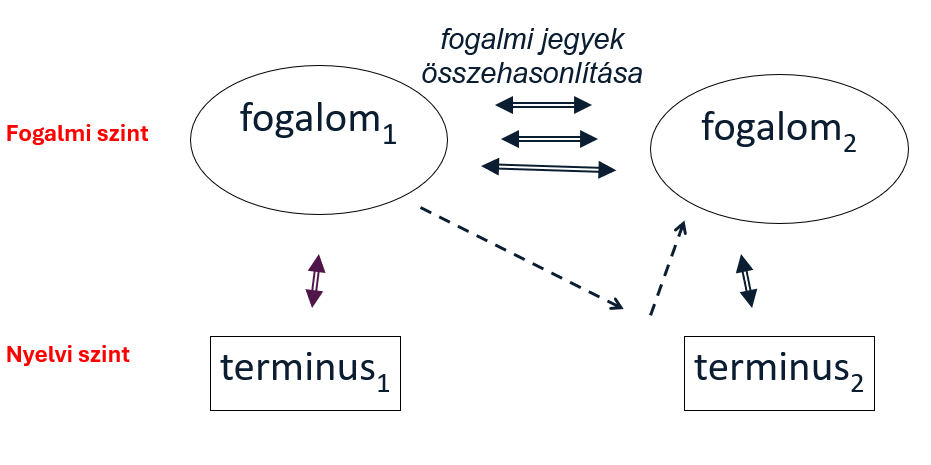 fogalmi jegyek
összehasonlítása
Fogalmi szint
fogalom1
fogalom2
Nyelvi szint
terminus1
terminus2